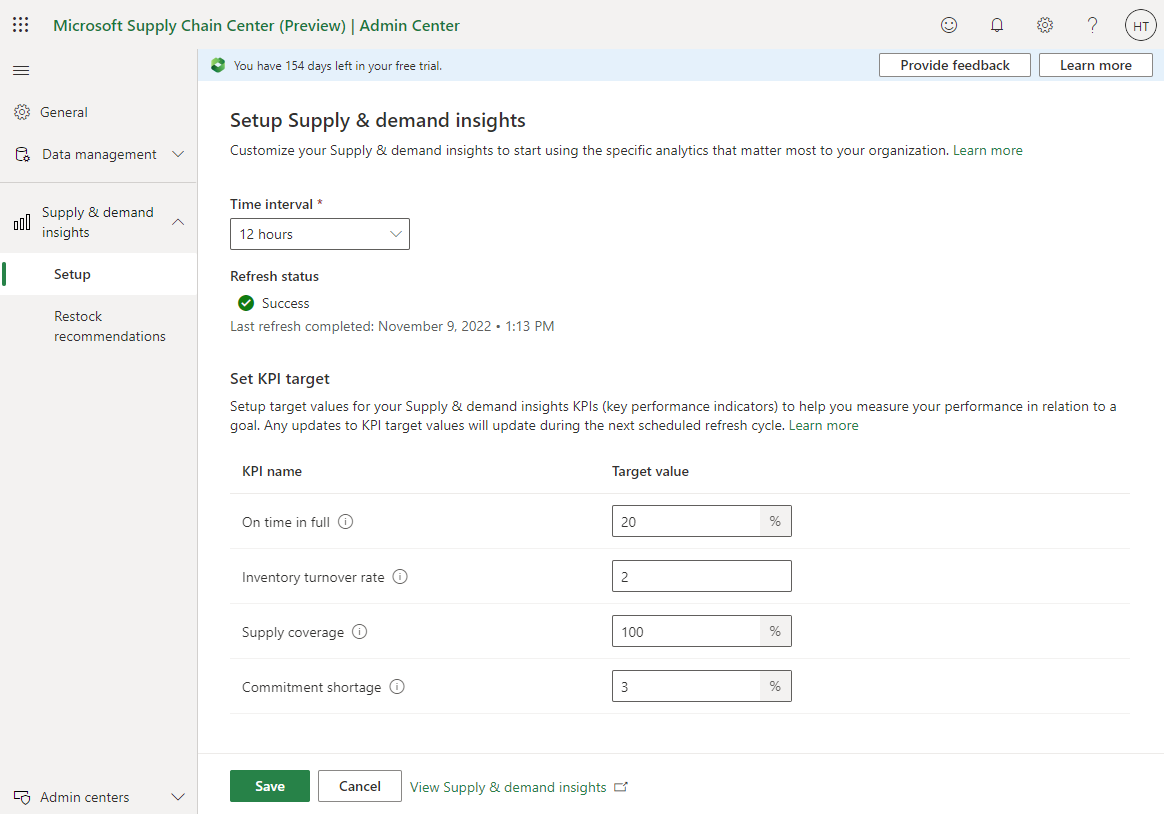 Microsoft Supply Chain Center (Preview) | Admin Center
HT
You have 154 days left in your free trial.
Provide feedback
Learn more
General
Data management
Supply & demand
insights
Setup
Restock
recommendations
Admin centers
Setup Supply & demand insights
Customize your Supply & demand insights to start using the specific analytics that matter most to your organization. Learn more
Time interval *
12 hours
Refresh status
Success
Last refresh completed: November 9, 2022 • 1:13 PM
Set KPI target
Setup target values for your Supply & demand insights KPIs (key performance indicators) to help you measure your performance in relation to a
goal. Any updates to KPI target values will update during the next scheduled refresh cycle. Learn more
KPI name Target value
On time in full 20 %
Inventory turnover rate 2
Supply coverage 100 %
Commitment shortage 3 %
Save Cancel View Supply & demand insights